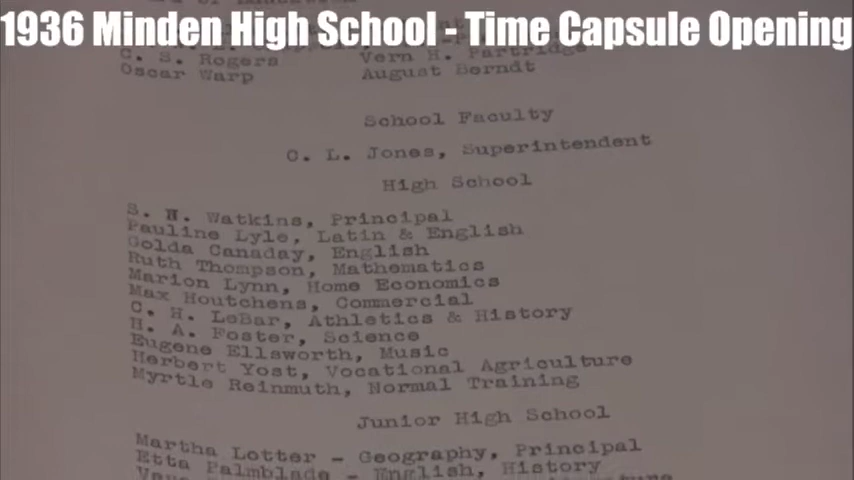 1936 Minden High School - Time Capsule Opening
C. S. Rogers Vern H. Partridge
Oscar Warp August Berndt
School Faculty
C. L. Jones, Superintendent
High School
S. H. Watkins, Principal
Pauline Lyle, Latin & English
Golda Canaday, English
Ruth Thompson, Mathematics
Marion Lynn, Home Economics
Max Houtchens, Commercial
C. H. LeBar, Athletics & History
H. A. Foster, Science
Eugene Ellsworth, Music
Herbert Yost, Vocational Agriculture
Myrtle Reinmuth, Normal Training
Junior High School
Martha Lotter - Geography, Principal
Etta Palmblade - English, History